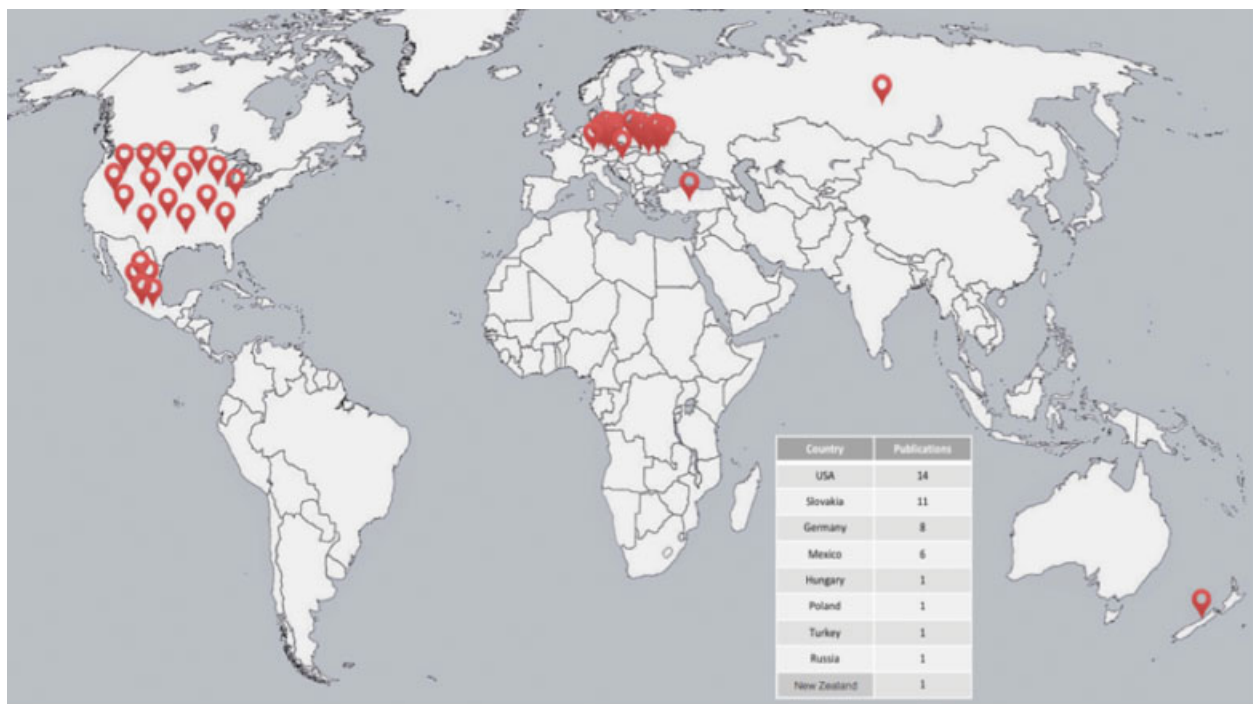 Country Publications
USA 14
Slovakia 11
Germany 8
Mexico 6
Hungary 1
Poland 1
Turkey 1
Russia 1
New Zealand 1